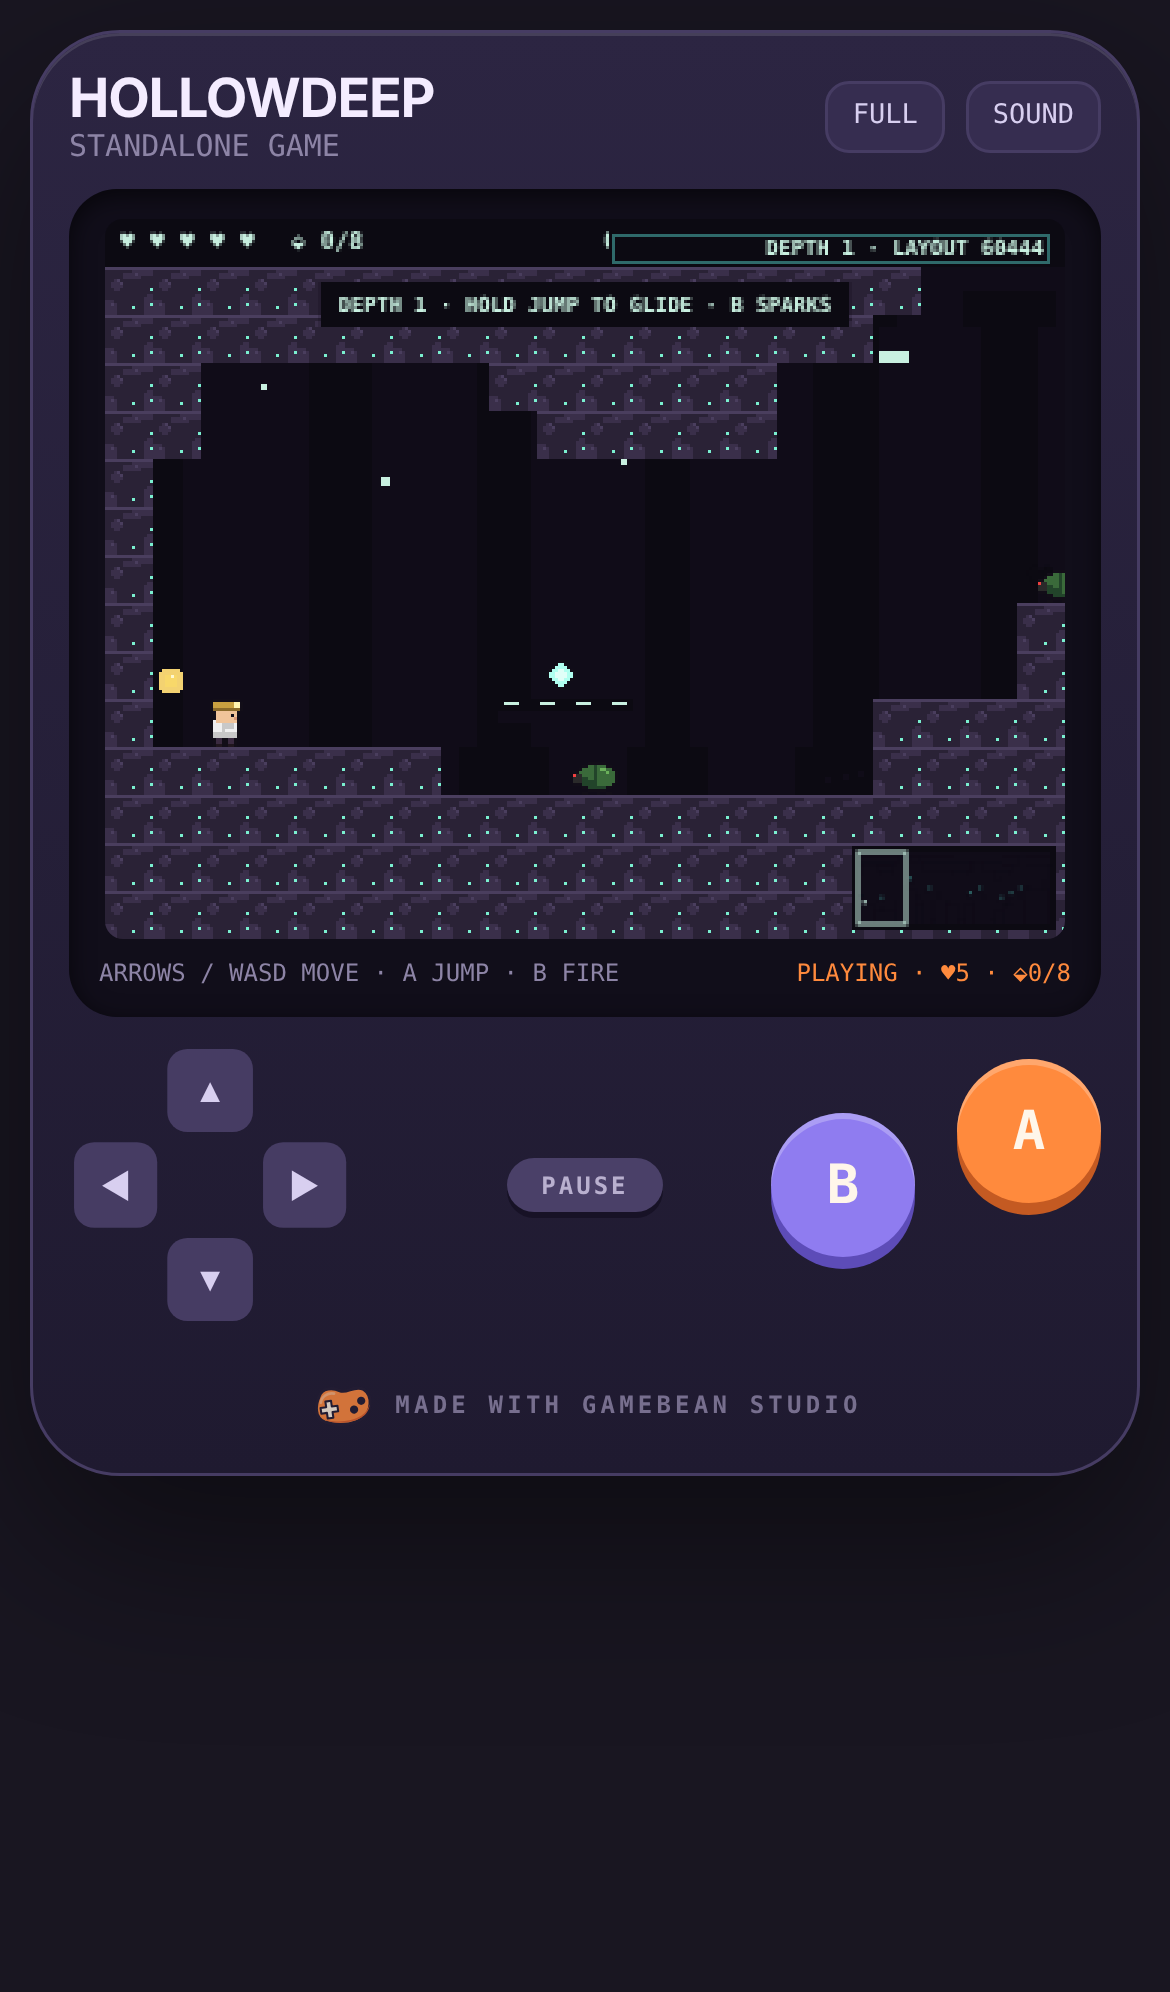 HOLLOWDEEP
STANDALONE GAME
FULL
SOUND
♥ ♥ ♥ ♥ ♥ ⬙ 0/8
DEPTH 1 · LAYOUT 60444
DEPTH 1 · HOLD JUMP TO GLIDE · B SPARKS
ARROWS / WASD MOVE · A JUMP · B FIRE
PLAYING · ♥5 · ⬙0/8
▲
◀ ▶
▼
PAUSE
B
A
MADE WITH GAMEBEAN STUDIO